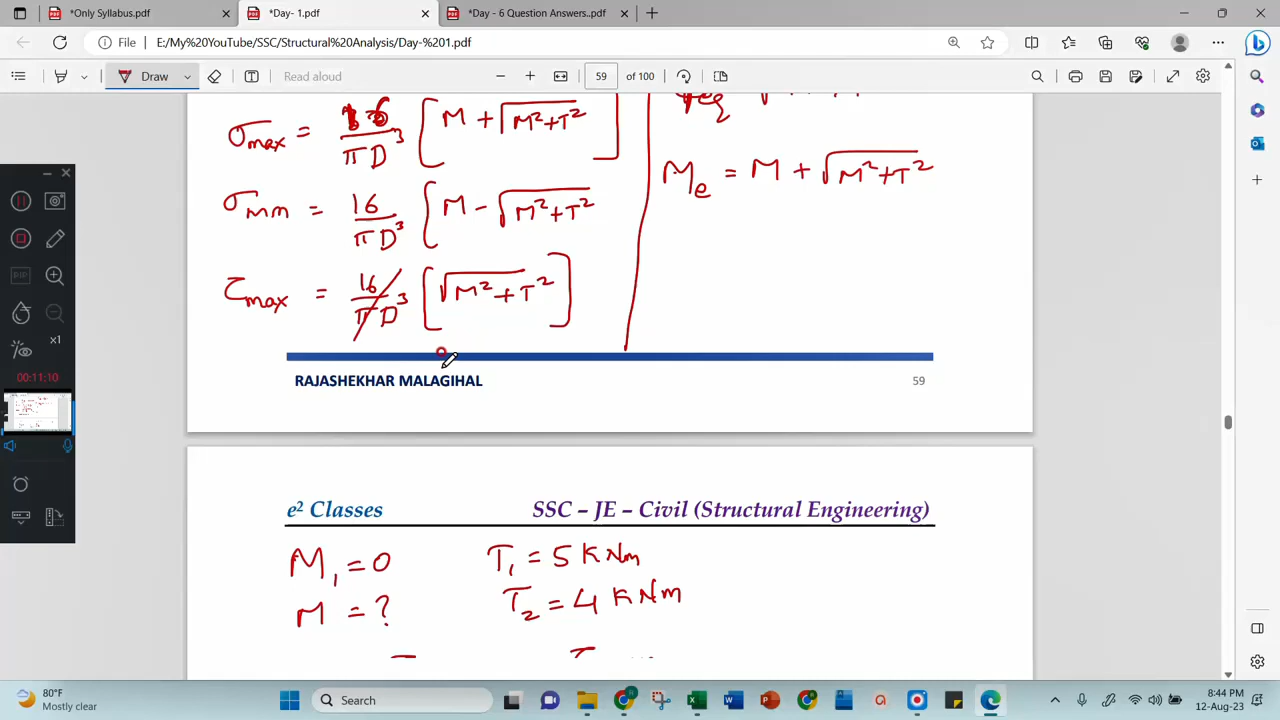 *Only Syllabus.pdf
*Day- 1.pdf
*Day - 6 Question Answers..pdf
File E:/My%20YouTube/SSC/Structural%20Analysis/Day-%201.pdf
Draw
Read aloud
59 of 100
σmax = 16/πD³ [M + √M²+T²]
Me = M + √M²+T²
σmin = 16/πD³ [M - √M²+T²
τmax = 16/πD³ [√M²+T²]
RAJASHEKHAR MALAGIHAL 59
e² Classes SSC – JE – Civil (Structural Engineering)
M₁ = 0 T₁ = 5 kNm
M = ? T₂ = 4 kNm
PIP
x1
00:11:10
80°F
Mostly clear
Search
8:44 PM
12-Aug-23